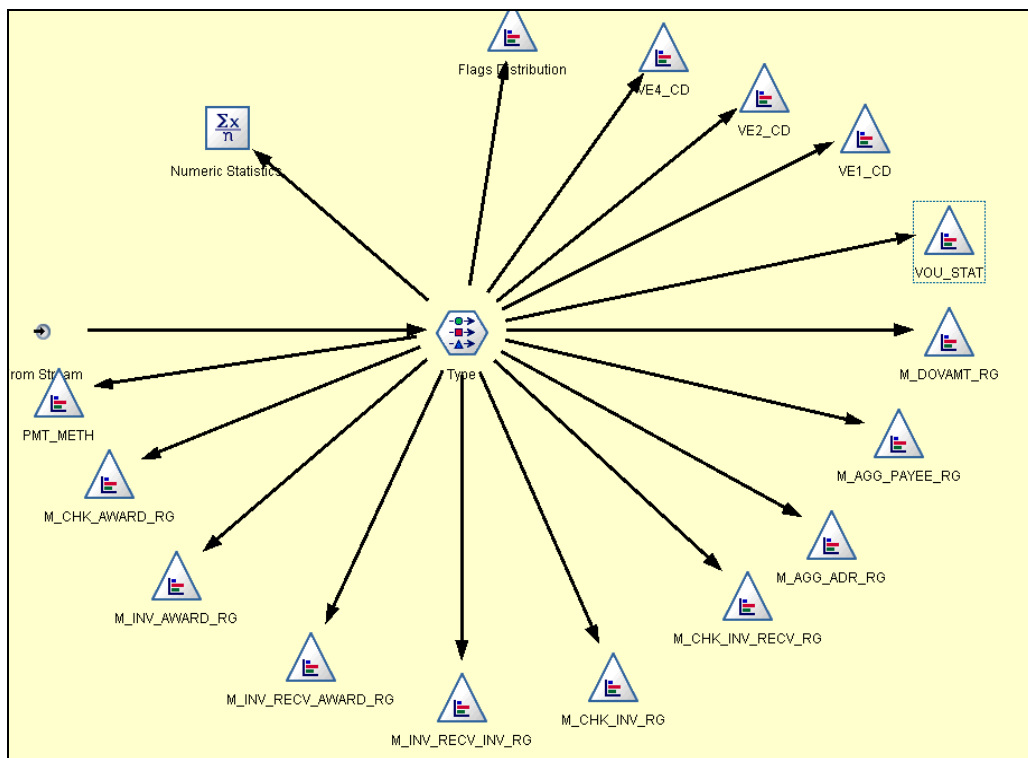 Flags Distribution
VE4_CD
VE2_CD
Σx
n
Numeric Statistics
VE1_CD
VOU_STAT
rom Stream
Type
M_DOVAMT_RG
PMT_METH
M_AGG_PAYEE_RG
M_CHK_AWARD_RG
M_AGG_ADR_RG
M_INV_AWARD_RG
M_CHK_INV_RECV_RG
M_INV_RECV_AWARD_RG
M_CHK_INV_RG
M_INV_RECV_INV_RG